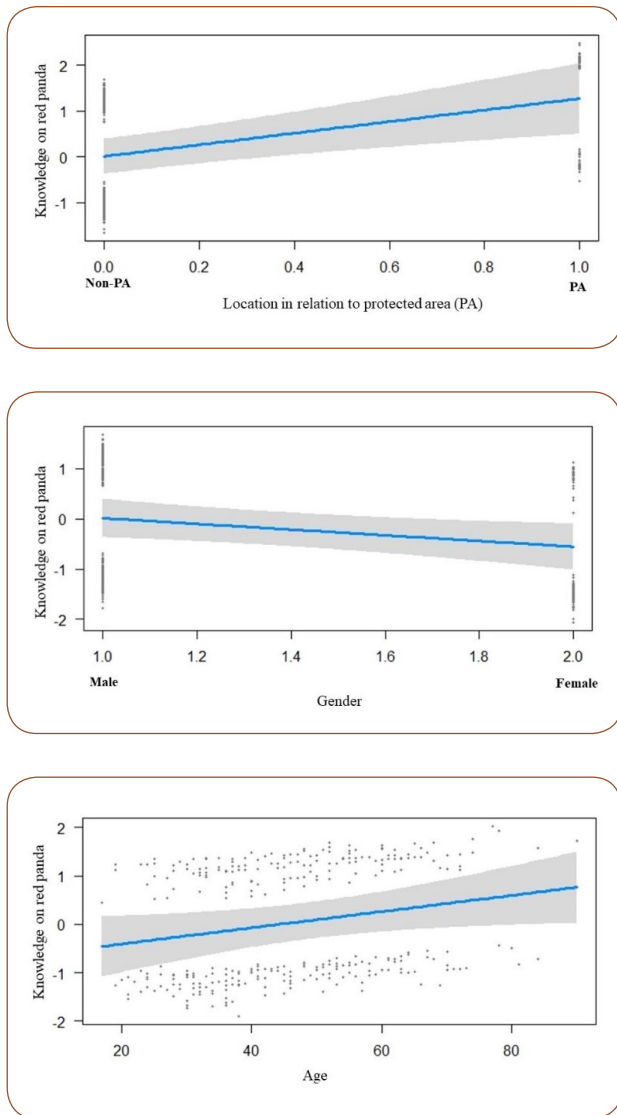 Knowledge on red panda
2
1
0
-1
0.0 0.2 0.4 0.6 0.8 1.0
Non-PA PA
Location in relation to protected area (PA)
Knowledge on red panda
1
0
-1
-2
1.0 1.2 1.4 1.6 1.8 2.0
Male Female
Gender
Knowledge on red panda
2
1
0
-1
-2
20 40 60 80
Age